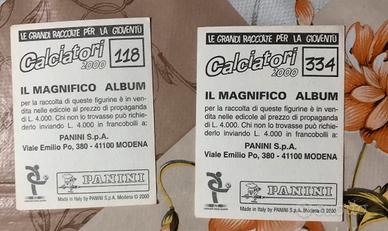 LE GRANDI RACCOLTE PER LA GIOVENTÙ
Calciatori
2000
118
IL MAGNIFICO ALBUM
per la raccolta di queste figurine è in ven-
dita nelle edicole al prezzo di propaganda
di L. 4.000. Chi non lo trovasse può richie-
derlo inviando L. 4.000 in francobolli a:
PANINI S.p.A.
Viale Emilio Po, 380 - 41100 MODENA
PANINI
Made in Italy by PANINI S.p.A. Modena © 2000
LE GRANDI RACCOLTE PER LA GIOVENTÙ
Calciatori
2000
334
IL MAGNIFICO ALBUM
per la raccolta di queste figurine è in ven-
dita nelle edicole al prezzo di propaganda
di L. 4.000. Chi non lo trovasse può richie-
derlo inviando L. 4.000 in francobolli a:
PANINI S.p.A.
Viale Emilio Po, 380 - 41100 MODENA
PANINI
Made in Italy by PANINI S.p.A. Modena © 2000